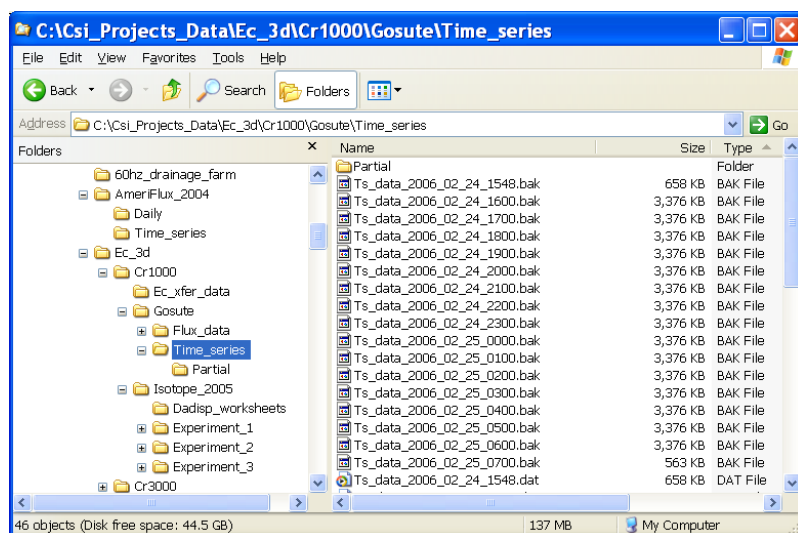 C:\Csi_Projects_Data\Ec_3d\Cr1000\Gosute\Time_series
File Edit View Favorites Tools Help
Back Search Folders
Address C:\Csi_Projects_Data\Ec_3d\Cr1000\Gosute\Time_series Go
Folders x
60hz_drainage_farm
AmeriFlux_2004
Daily
Time_series
Ec_3d
Cr1000
Ec_xfer_data
Gosute
Flux_data
Time_series
Partial
Isotope_2005
Dadisp_worksheets
Experiment_1
Experiment_2
Experiment_3
Cr3000
Name Size Type
Partial Folder
Ts_data_2006_02_24_1548.bak 658 KB BAK File
Ts_data_2006_02_24_1600.bak 3,376 KB BAK File
Ts_data_2006_02_24_1700.bak 3,376 KB BAK File
Ts_data_2006_02_24_1800.bak 3,376 KB BAK File
Ts_data_2006_02_24_1900.bak 3,376 KB BAK File
Ts_data_2006_02_24_2000.bak 3,376 KB BAK File
Ts_data_2006_02_24_2100.bak 3,376 KB BAK File
Ts_data_2006_02_24_2200.bak 3,376 KB BAK File
Ts_data_2006_02_24_2300.bak 3,376 KB BAK File
Ts_data_2006_02_25_0000.bak 3,376 KB BAK File
Ts_data_2006_02_25_0100.bak 3,376 KB BAK File
Ts_data_2006_02_25_0200.bak 3,376 KB BAK File
Ts_data_2006_02_25_0300.bak 3,376 KB BAK File
Ts_data_2006_02_25_0400.bak 3,376 KB BAK File
Ts_data_2006_02_25_0500.bak 3,376 KB BAK File
Ts_data_2006_02_25_0600.bak 3,376 KB BAK File
Ts_data_2006_02_25_0700.bak 563 KB BAK File
Ts_data_2006_02_24_1548.dat 658 KB DAT File
46 objects (Disk free space: 44.5 GB) 137 MB My Computer